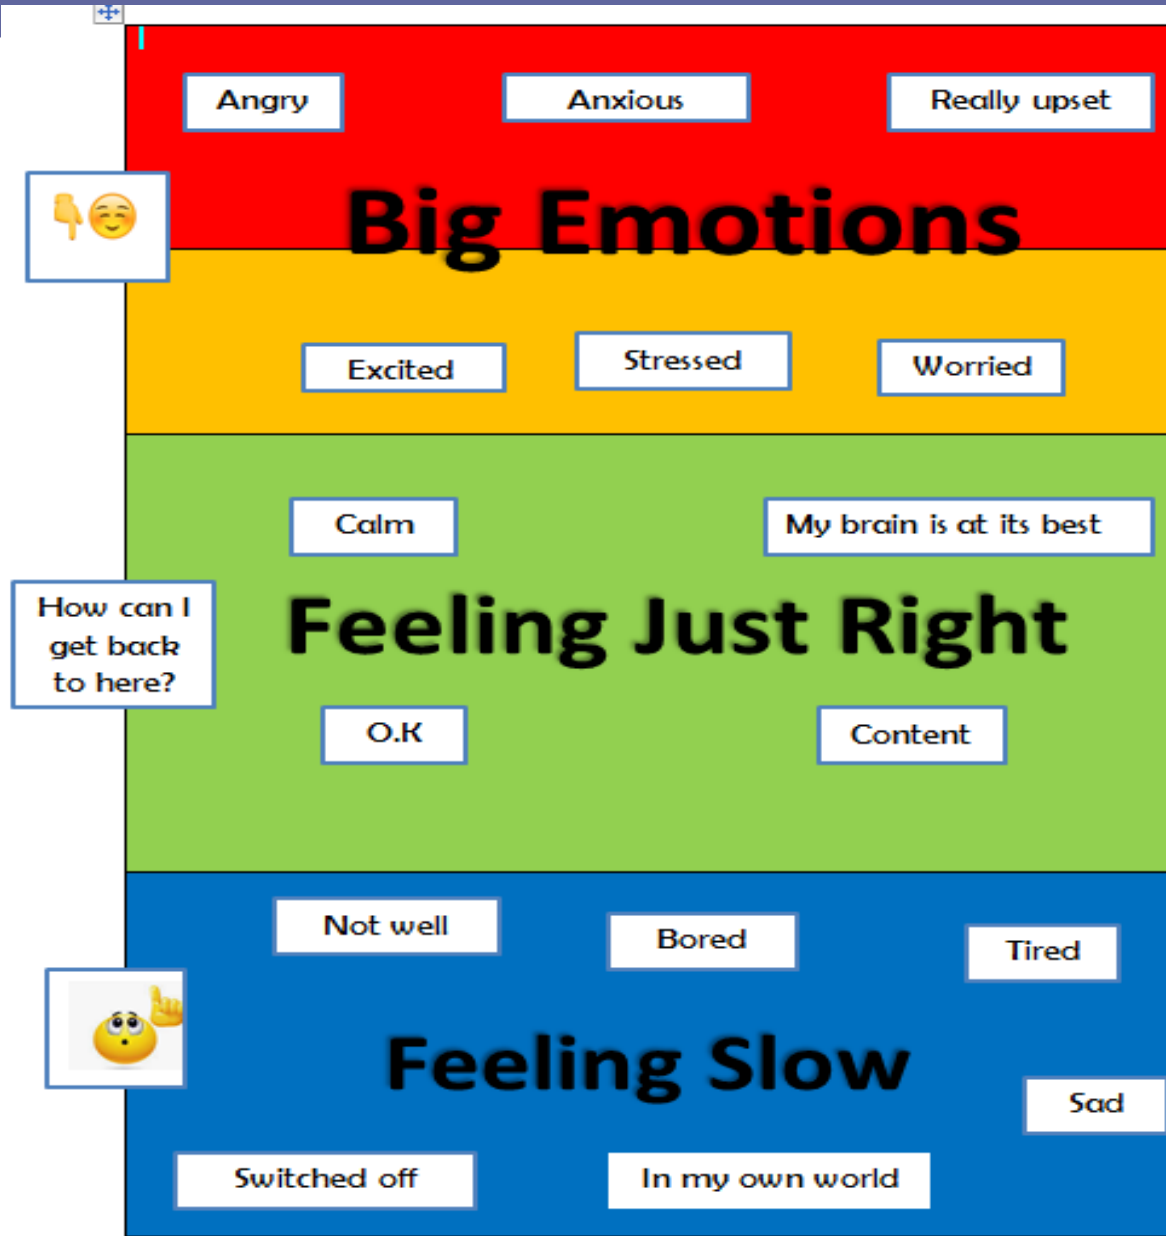 Angry
Anxious
Really upset
Big Emotions
Excited
Stressed
Worried
Calm
My brain is at its best
How can I
get back
to here?
Feeling Just Right
O.K
Content
Not well
Bored
Tired
Feeling Slow
Sad
Switched off
In my own world